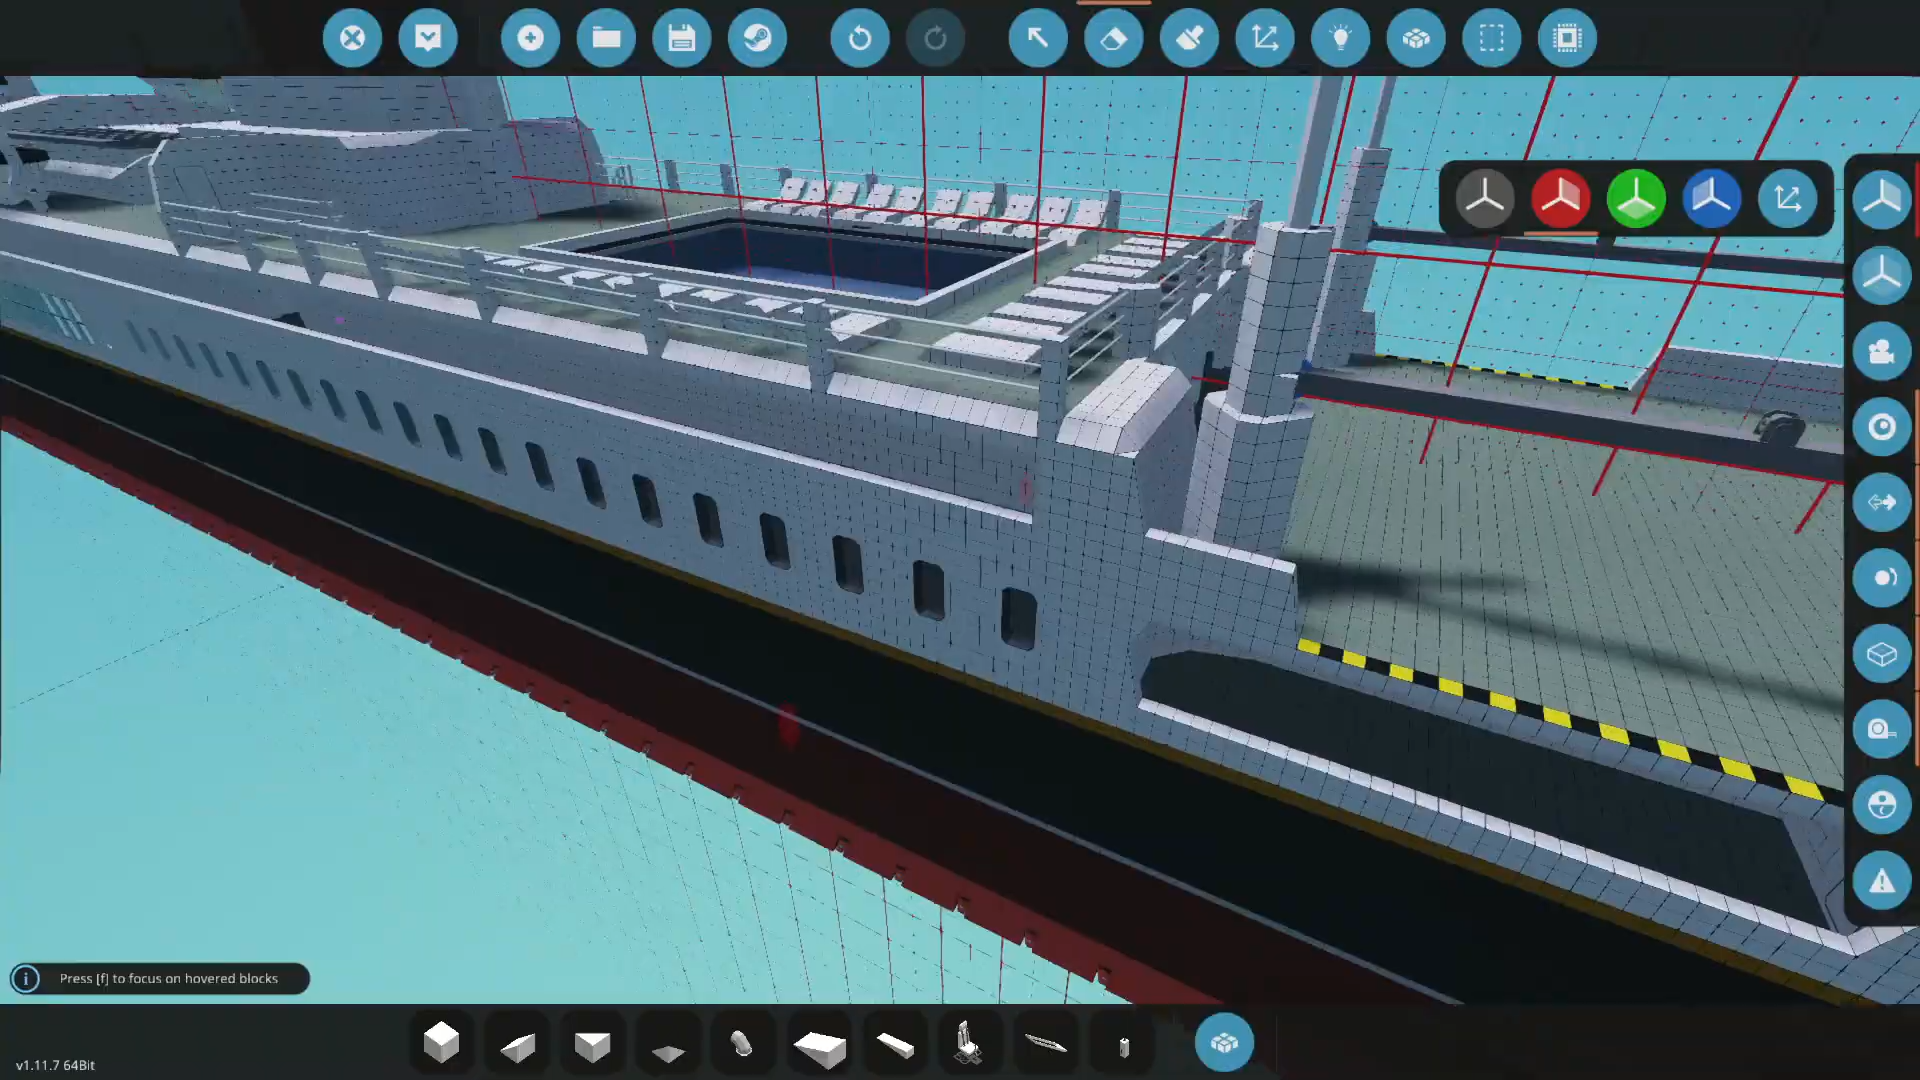 Press [f] to focus on hovered blocks
v1.11.7 64Bit